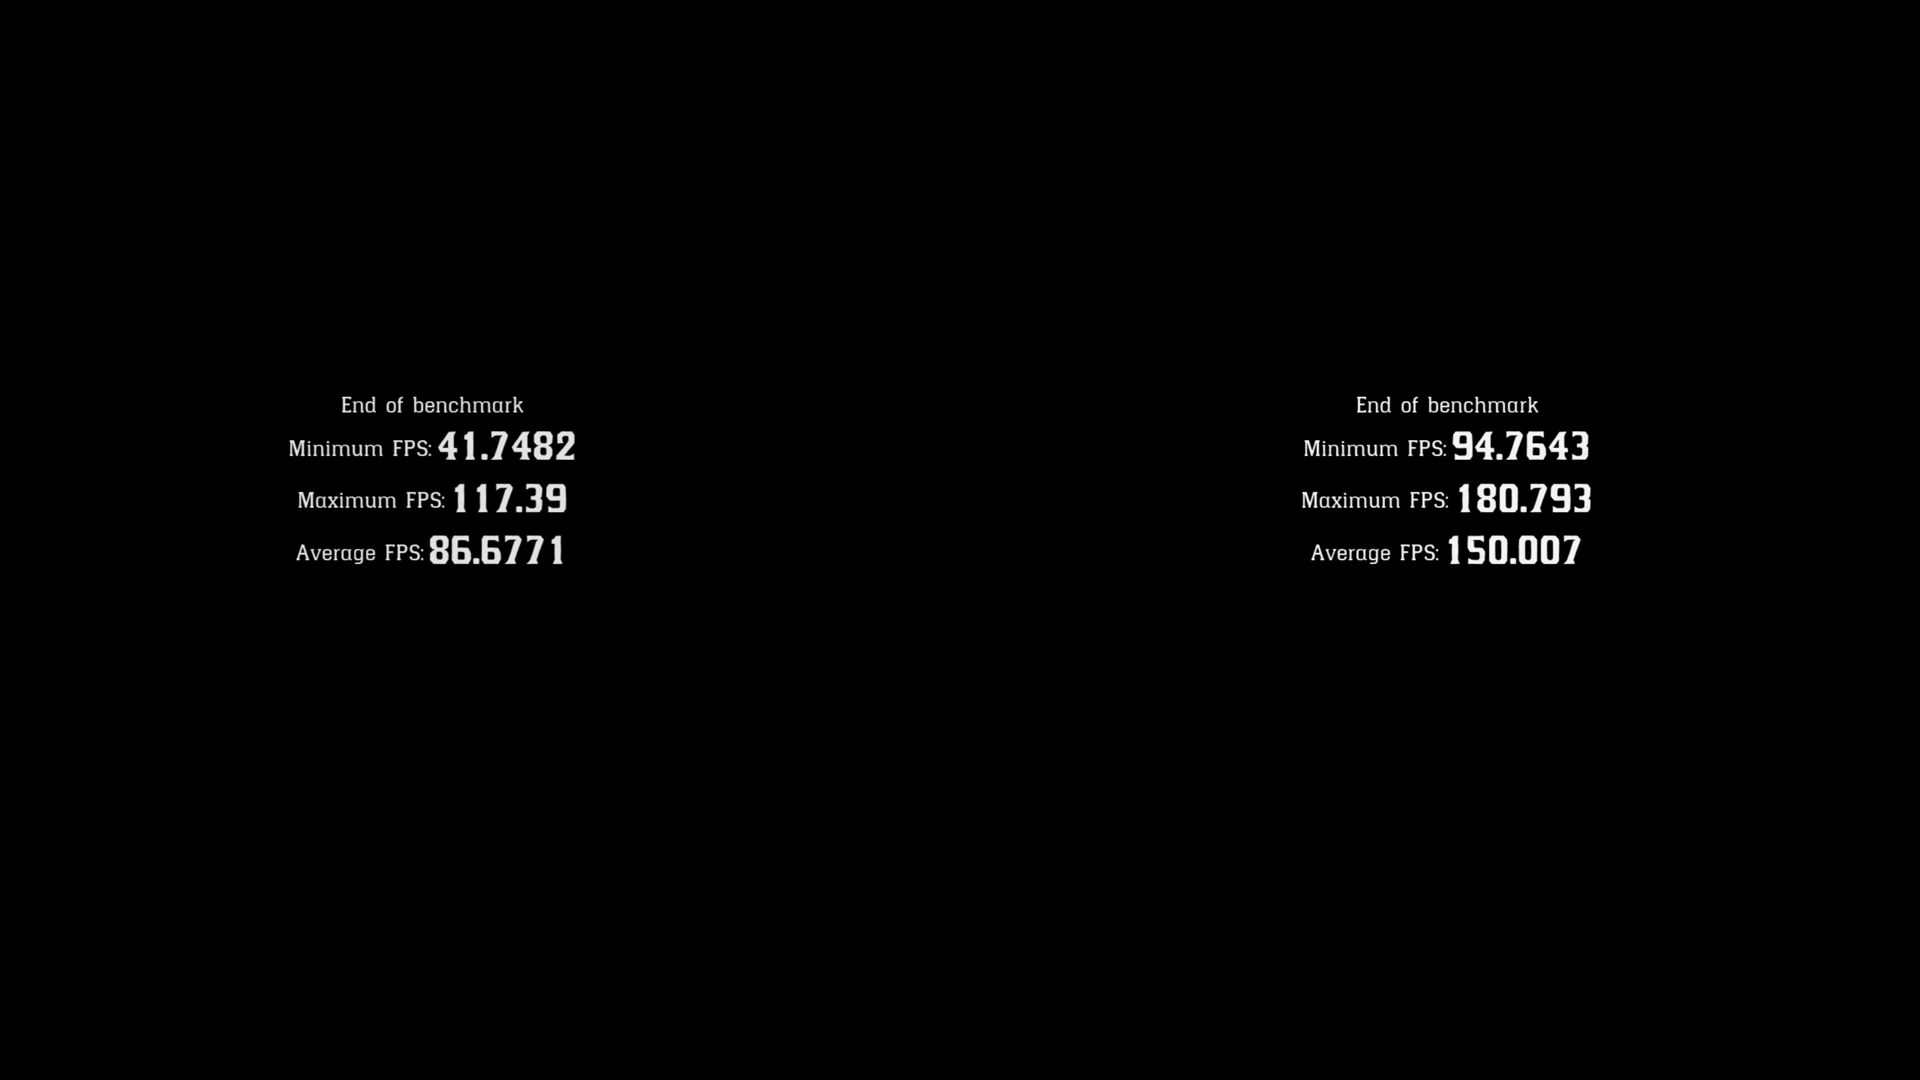 End of benchmark
Minimum FPS: 41.7482
Maximum FPS: 117.39
Average FPS: 86.6771
End of benchmark
Minimum FPS: 94.7643
Maximum FPS: 180.793
Average FPS: 150.007